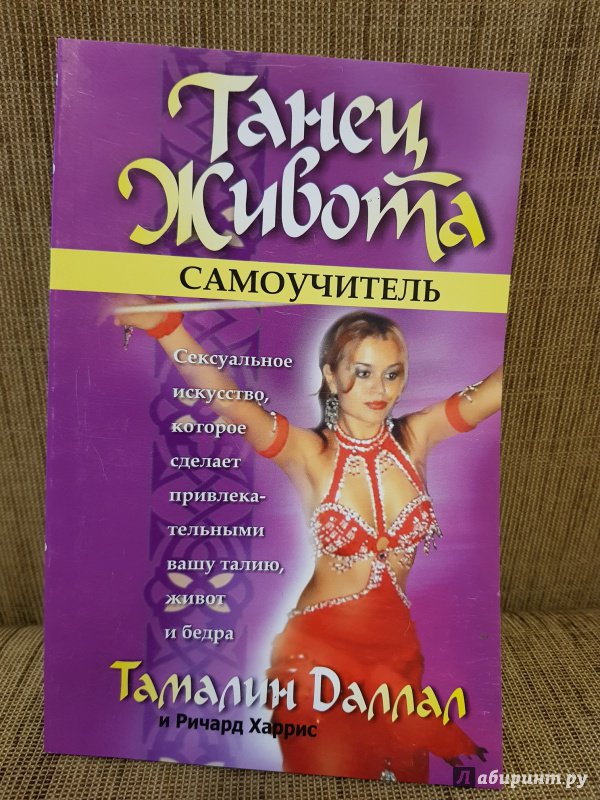 Танец
Живота
САМОУЧИТЕЛЬ
Сексуальное
искусство,
которое
сделает
привлека-
тельными
вашу талию,
живот
и бедра
Тамалин Даллал
и Ричард Харрис
Лабиринт.ру